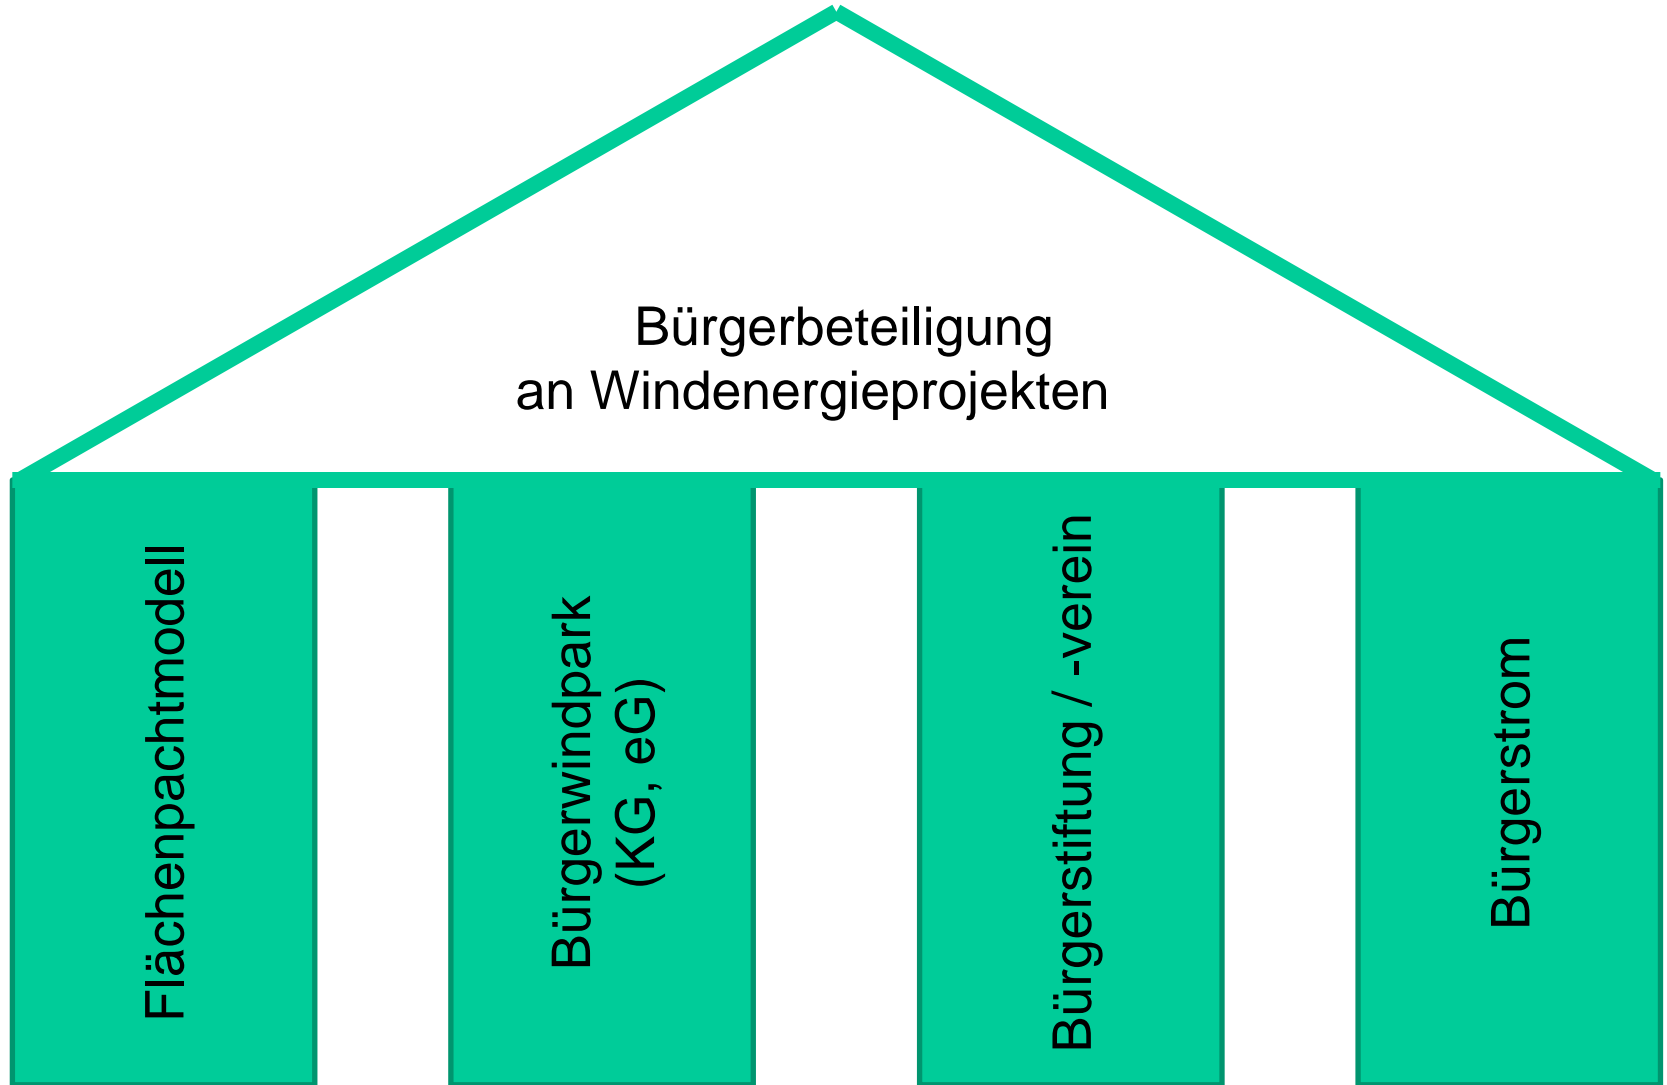 Bürgerbeteiligung
an Windenergieprojekten
Flächenpachtmodell
Bürgerwindpark
(KG, eG)
Bürgerstiftung / -verein
Bürgerstrom